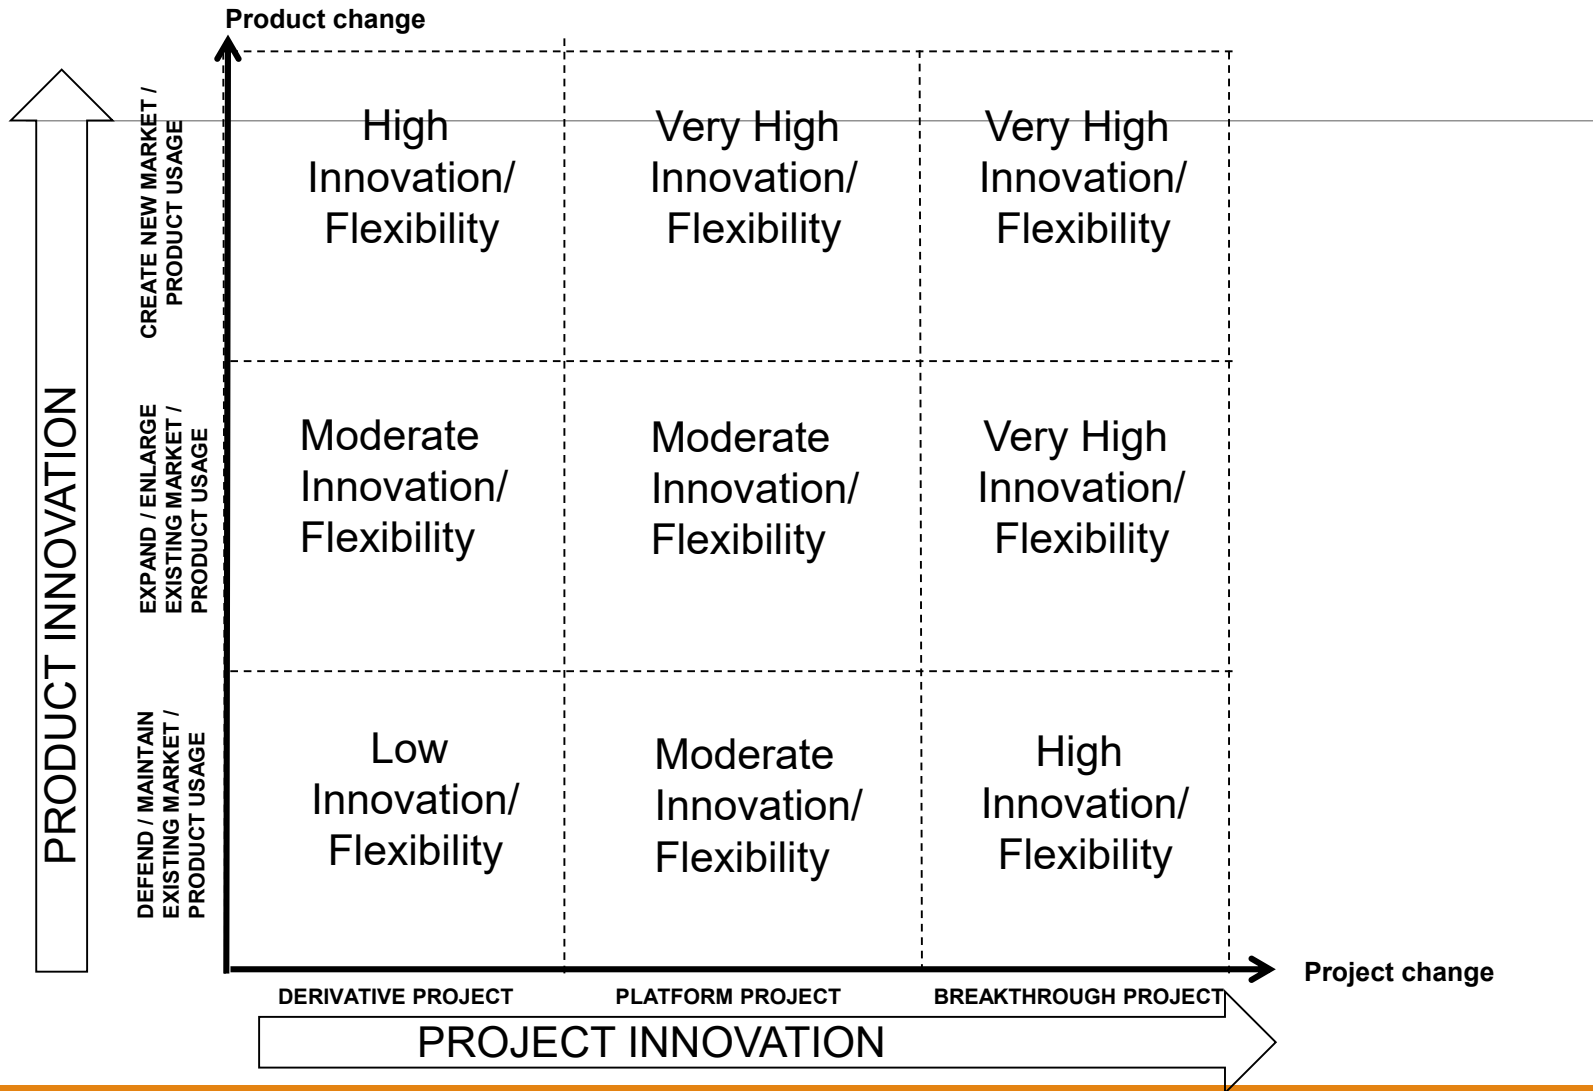 Product change
PRODUCT INNOVATION
CREATE NEW MARKET /
PRODUCT USAGE
High
Innovation/
Flexibility
Very High
Innovation/
Flexibility
Very High
Innovation/
Flexibility
EXPAND / ENLARGE
EXISTING MARKET /
PRODUCT USAGE
Moderate
Innovation/
Flexibility
Moderate
Innovation/
Flexibility
Very High
Innovation/
Flexibility
DEFEND / MAINTAIN
EXISTING MARKET /
PRODUCT USAGE
Low
Innovation/
Flexibility
Moderate
Innovation/
Flexibility
High
Innovation/
Flexibility
Project change
DERIVATIVE PROJECT
PLATFORM PROJECT
BREAKTHROUGH PROJECT
PROJECT INNOVATION